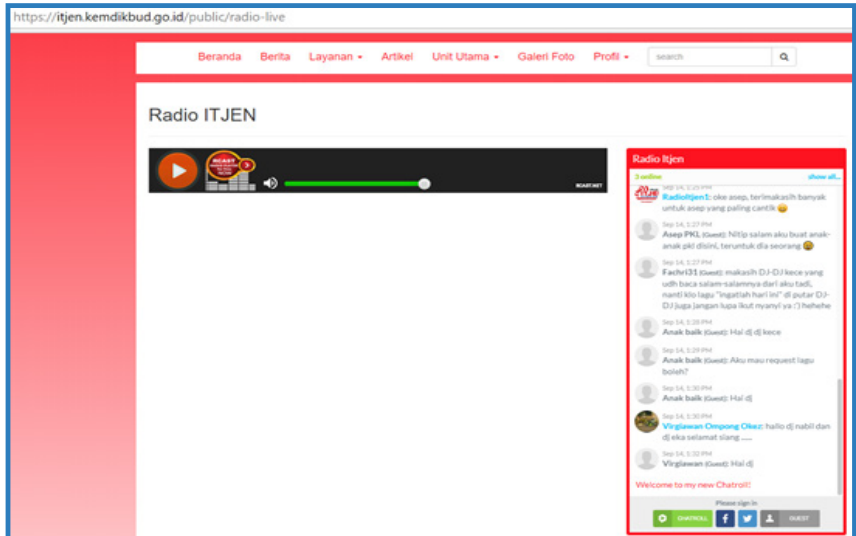 https://itjen.kemdikbud.go.id/public/radio-live
Beranda Berita Layanan Artikel Unit Utama Galeri Foto Profil search
Radio ITJEN
RCAST
RCAST.NET
Radio Itjen
3 online show all...
Sep 14, 1:25 PM
RadioItjen1: oke asep, terimakasih banyak
untuk asep yang paling cantik
Sep 14, 1:27 PM
Asep PKL (Guest): Nitip salam aku buat anak-
anak pkl disini, teruntuk dia seorang
Sep 14, 1:27 PM
Fachri31 (Guest): makasih DJ-DJ kece yang
udh baca salam-salamnya dari aku tadi,
nanti klo lagu "ingatlah hari ini" di putar DJ-
DJ juga jangan lupa ikut nyanyi ya :') hehehe
Sep 14, 1:28 PM
Anak baik (Guest): Hai dj dj kece
Sep 14, 1:29 PM
Anak baik (Guest): Aku mau request lagu
boleh?
Sep 14, 1:30 PM
Anak baik (Guest): Hai dj
Sep 14, 1:30 PM
Virgiawan Ompong Okez: hallo dj nabil dan
dj eka selamat siang .....
Sep 14, 1:32 PM
Virgiawan (Guest): Hai dj
Welcome to my new Chatroll!
Please sign in
CHATROLL f GUEST